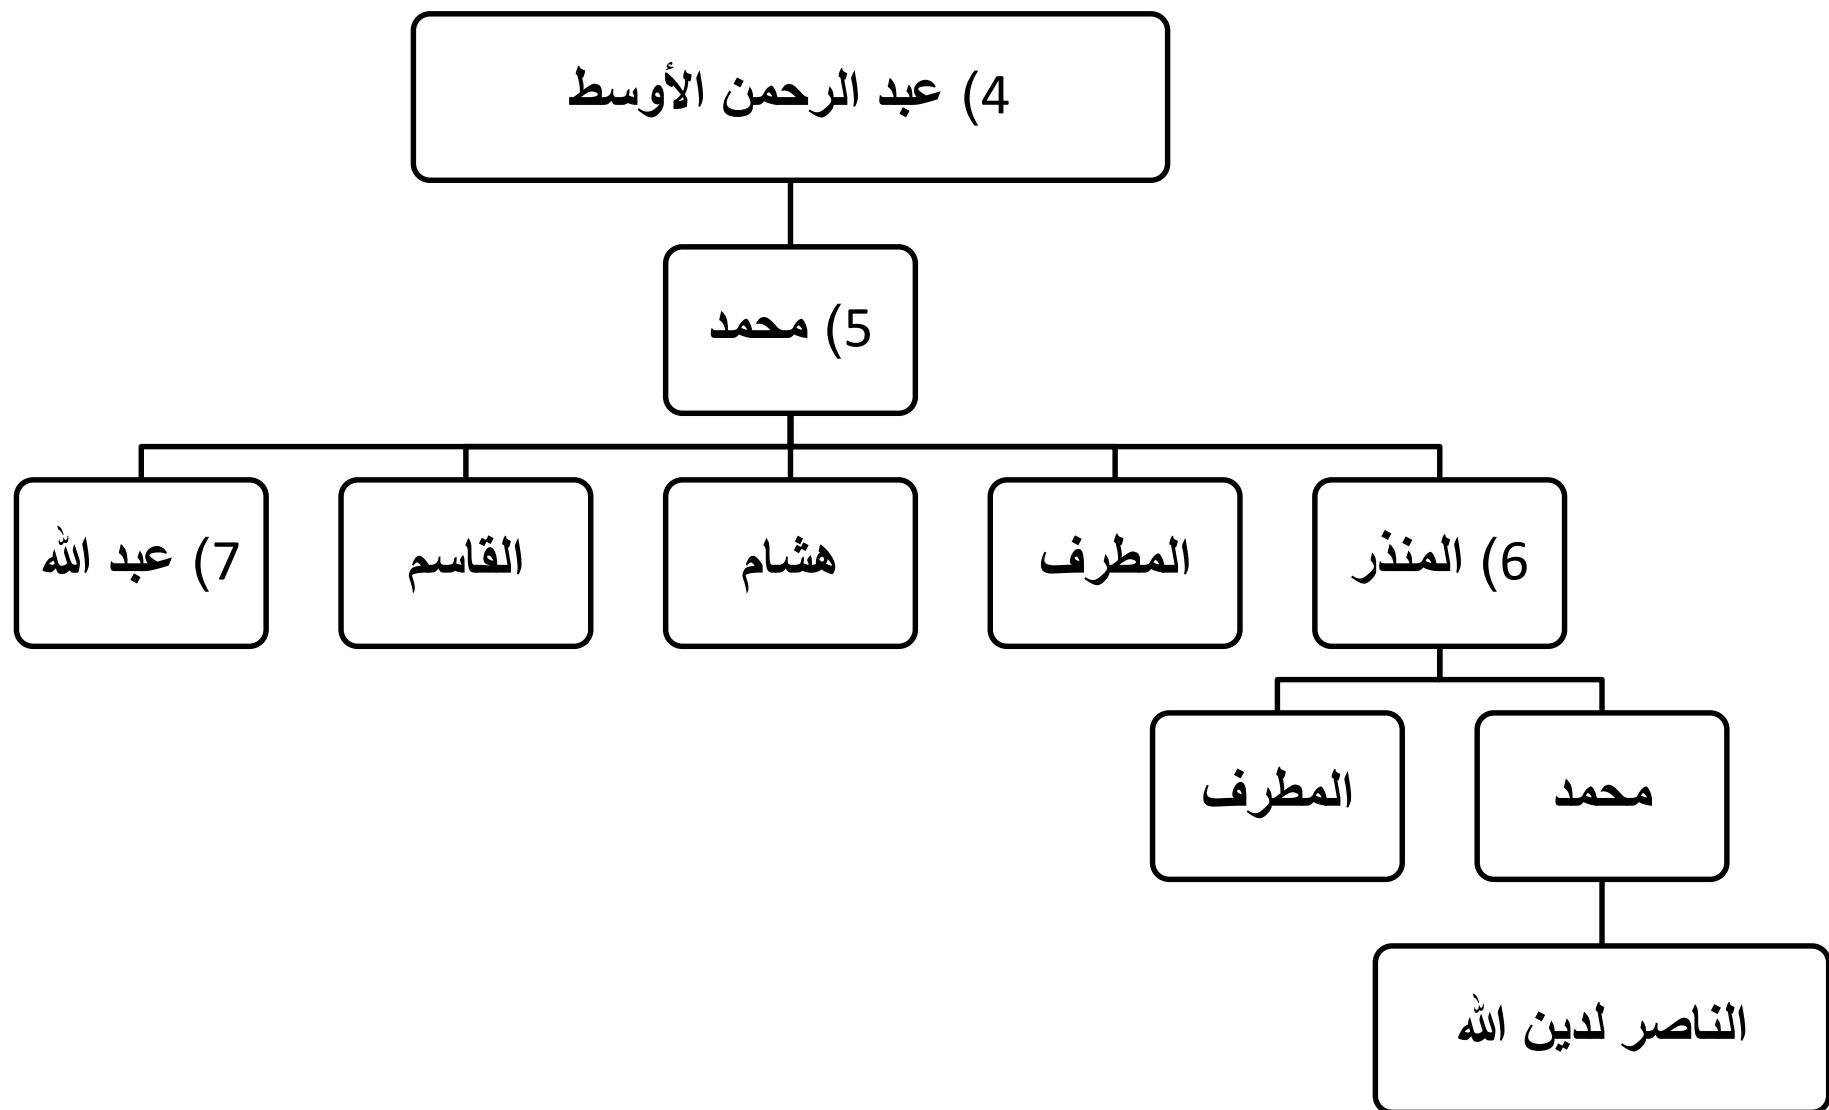 4) عبد الرحمن الأوسط
5) محمد
6) المنذر
المطرف
هشام
القاسم
7) عبد الله
محمد
المطرف
الناصر لدين الله